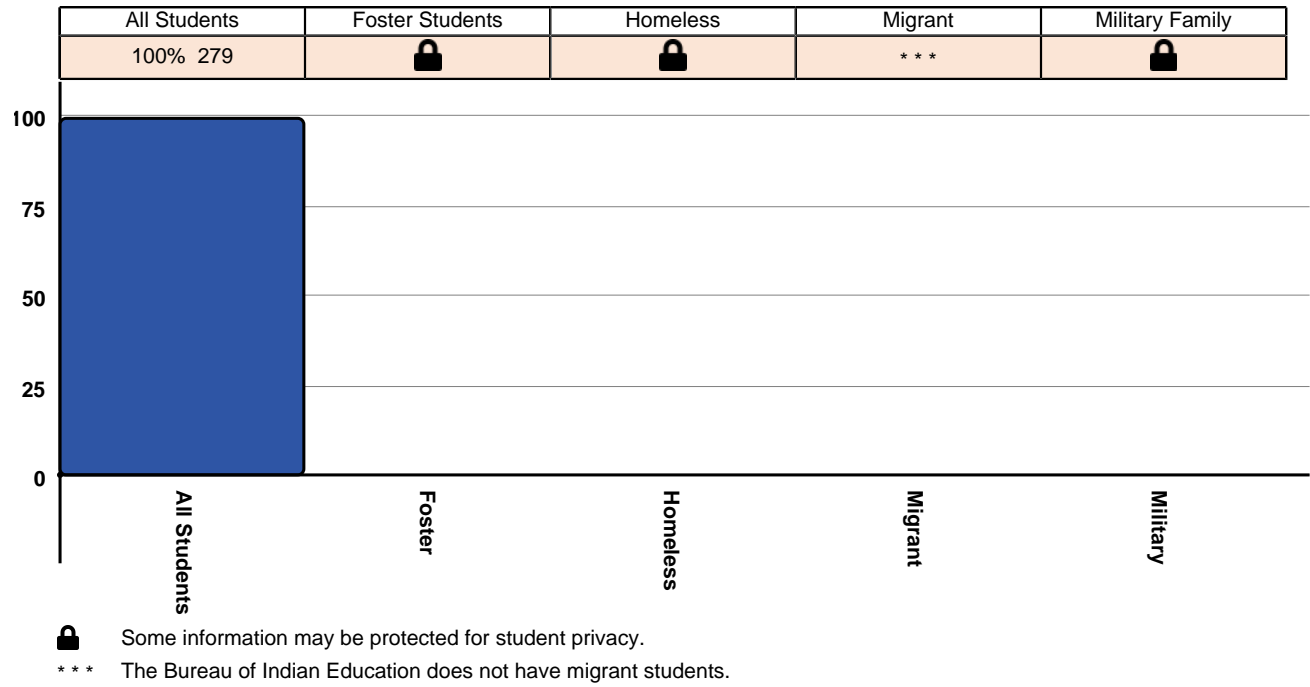 All Students Foster Students Homeless Migrant Military Family
100% 279 * * *
100
75
50
25
0
All Students Foster Homeless Migrant Military
Some information may be protected for student privacy.
* * * The Bureau of Indian Education does not have migrant students.